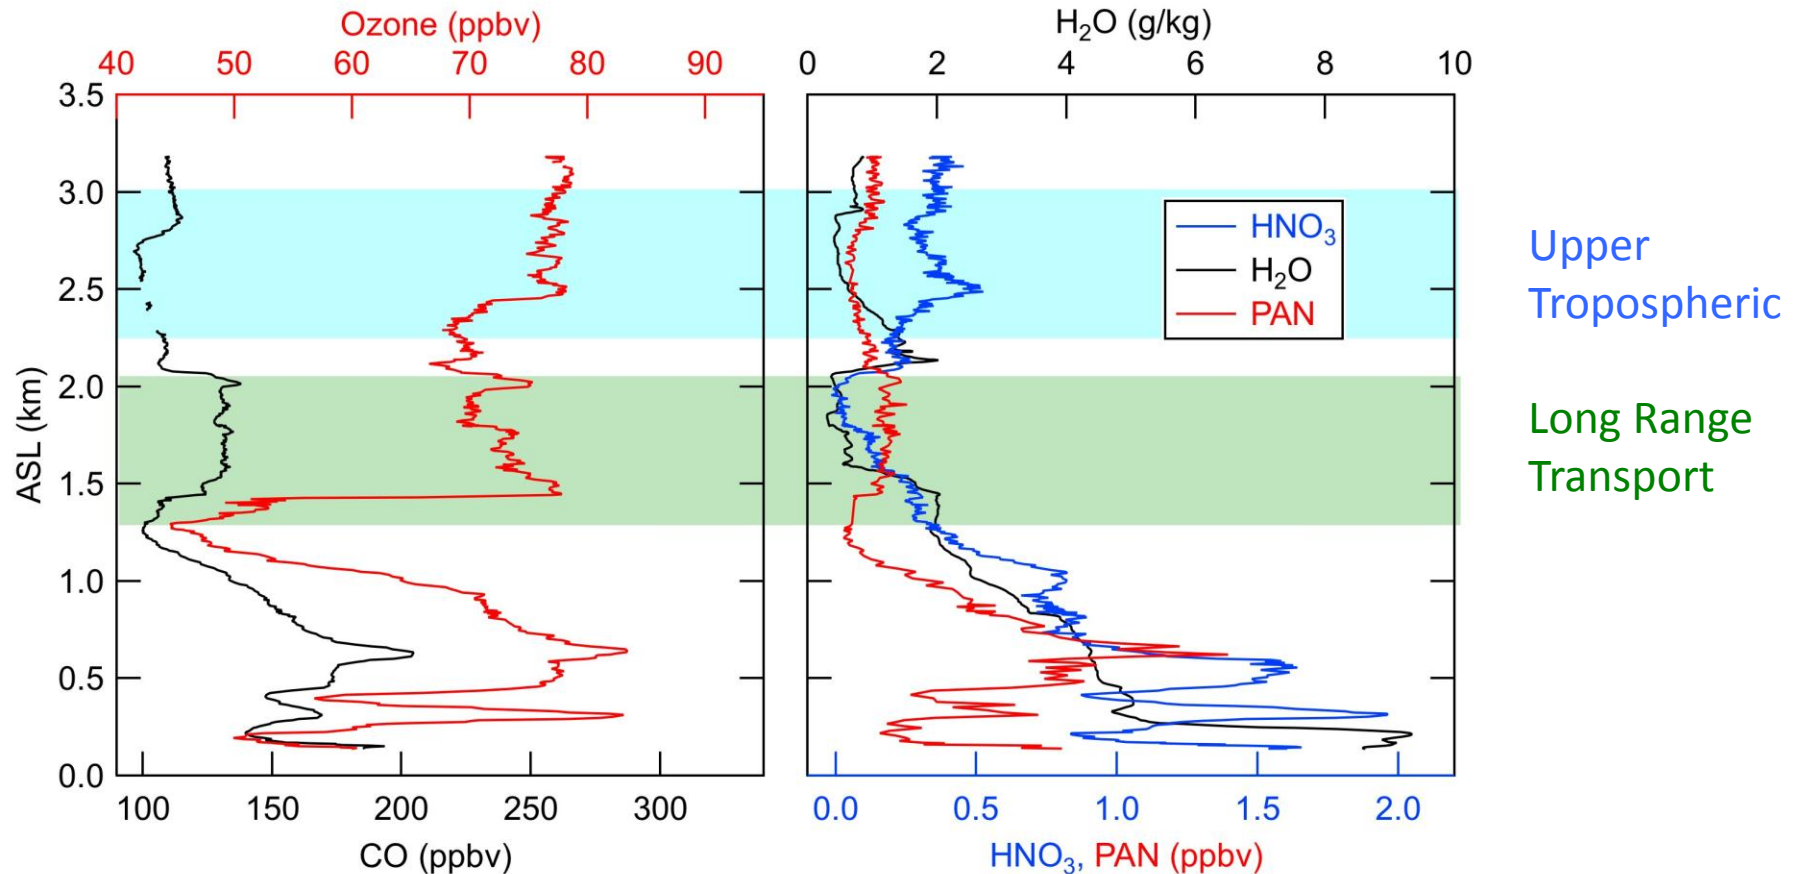 Ozone (ppbv)
40 50 60 70 80 90
H₂O (g/kg)
0 2 4 6 8 10
3.5
3.0
2.5
2.0
1.5
1.0
0.5
0.0
ASL (km)
100 150 200 250 300
CO (ppbv)
HNO₃
H₂O
PAN
0.0 0.5 1.0 1.5 2.0
HNO₃, PAN (ppbv)
Upper
Tropospheric
Long Range
Transport